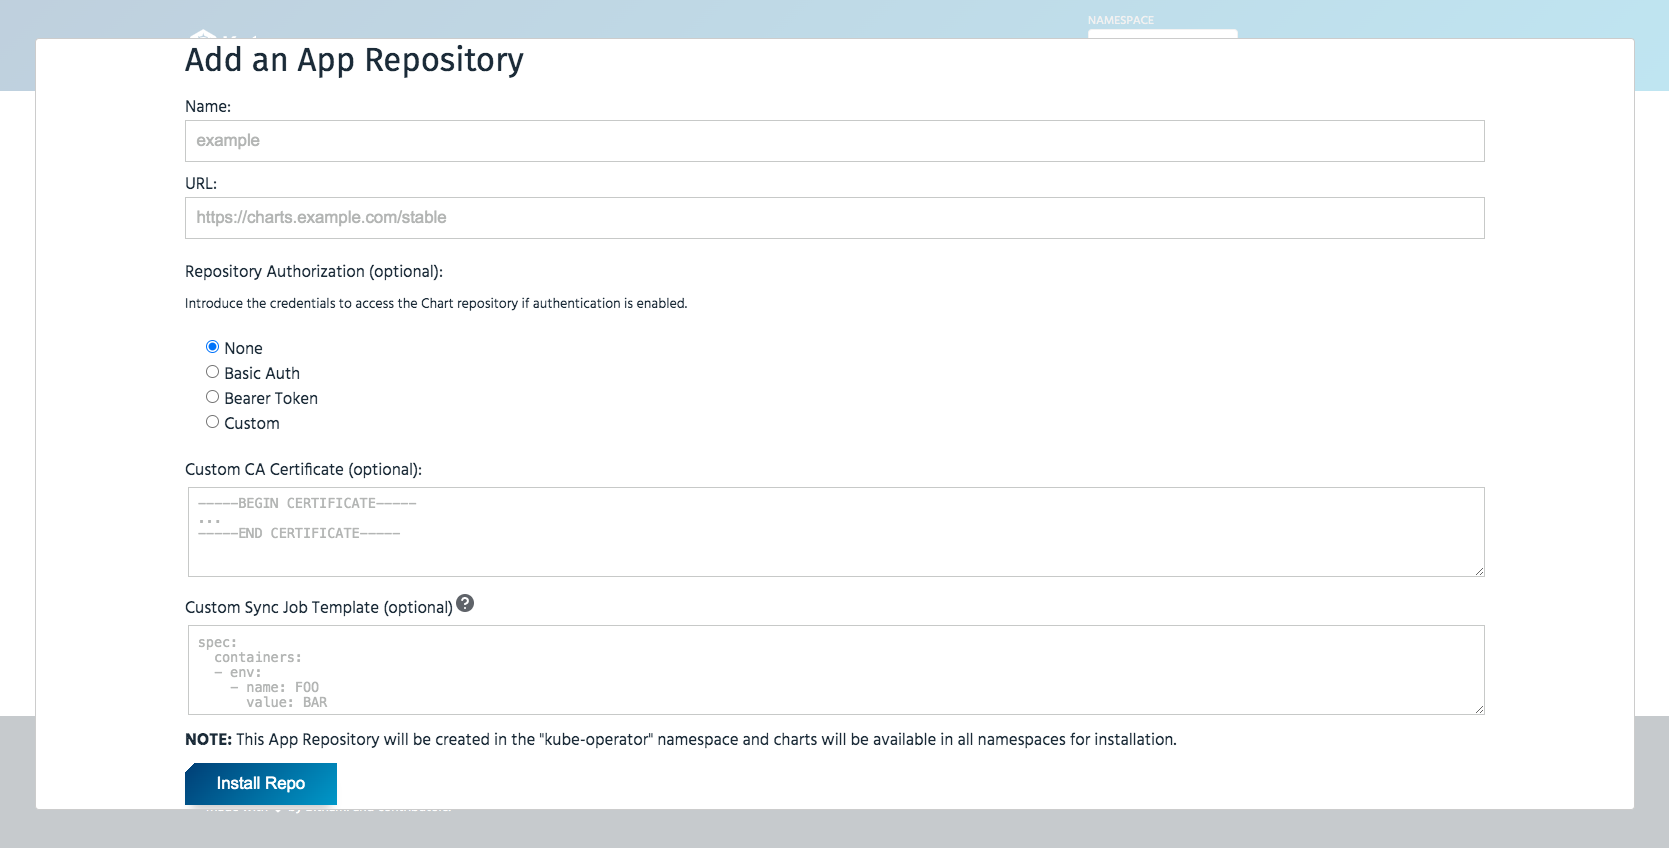 NAMESPACE
Add an App Repository
Name:
example
URL:
https://charts.example.com/stable
Repository Authorization (optional):
Introduce the credentials to access the Chart repository if authentication is enabled.
None
Basic Auth
Bearer Token
Custom
Custom CA Certificate (optional):
-----BEGIN CERTIFICATE-----
...
-----END CERTIFICATE-----
Custom Sync Job Template (optional) ?
spec:
  containers:
  - env:
    - name: FOO
      value: BAR
NOTE: This App Repository will be created in the "kube-operator" namespace and charts will be available in all namespaces for installation.
Install Repo